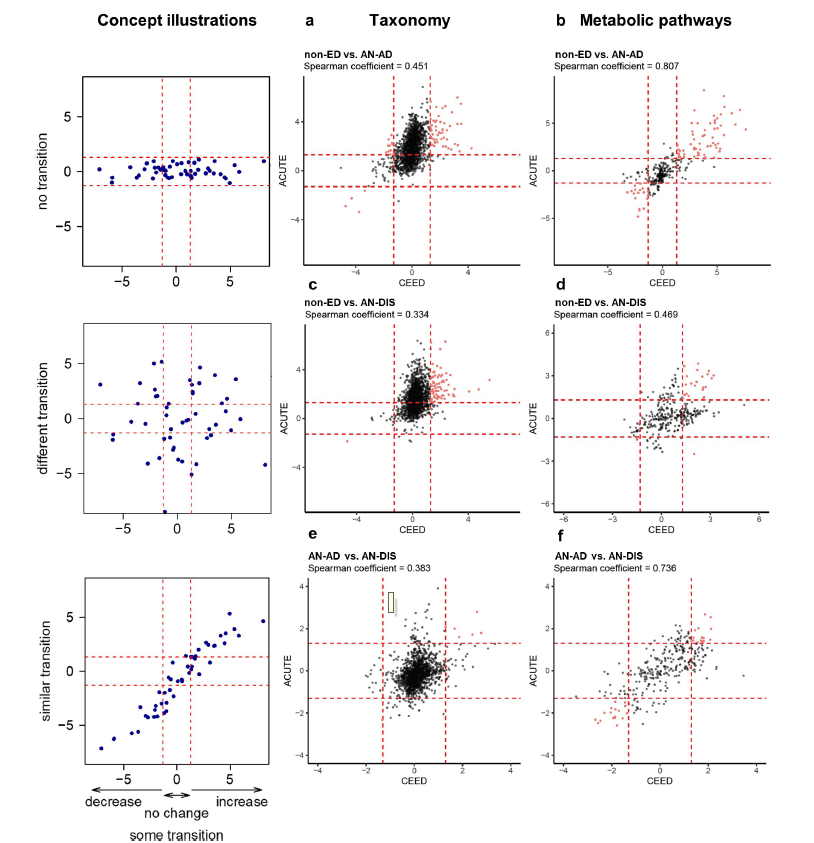 Concept illustrations
a Taxonomy
b Metabolic pathways
non-ED vs. AN-AD
Spearman coefficient = 0.451
non-ED vs. AN-AD
Spearman coefficient = 0.807
no transition
5
0
−5
−5 0 5
ACUTE
4
0
−4
−4 0 4
CEED
ACUTE
5
0
−5
−5 0 5
CEED
c
non-ED vs. AN-DIS
Spearman coefficient = 0.334
d
non-ED vs. AN-DIS
Spearman coefficient = 0.469
different transition
5
0
−5
−5 0 5
ACUTE
4
0
−4
−4 0 4
CEED
ACUTE
6
3
0
−3
−6
−6 −3 0 3 6
CEED
e
AN-AD vs. AN-DIS
Spearman coefficient = 0.383
f
AN-AD vs. AN-DIS
Spearman coefficient = 0.736
similar transition
5
0
−5
−5 0 5
ACUTE
4
2
0
−2
−4
−4 −2 0 2 4
CEED
ACUTE
4
2
0
−2
−4
−4 −2 0 2 4
CEED
decrease increase
no change
some transition